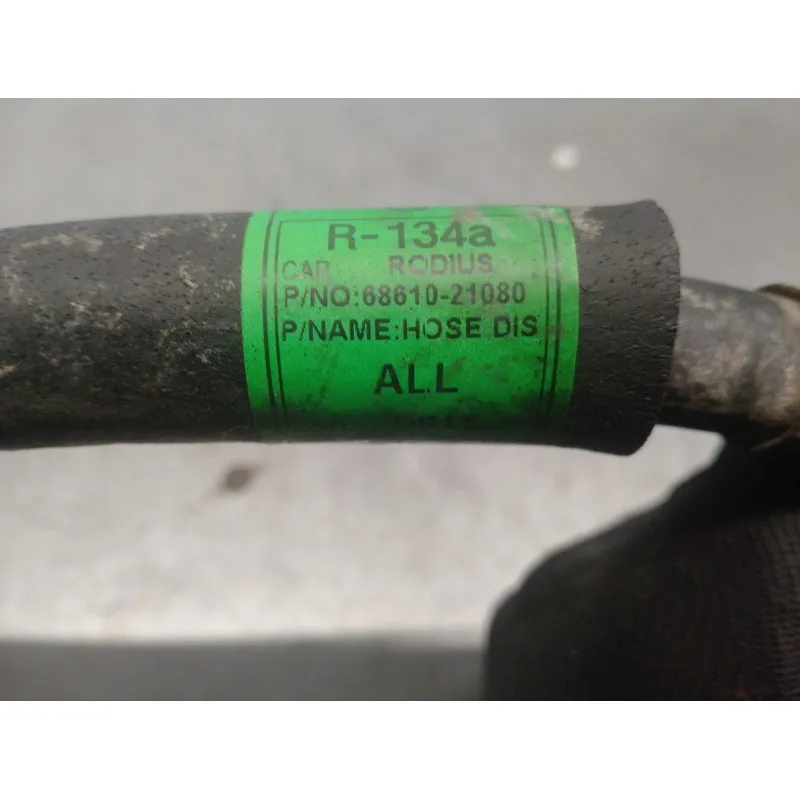 R-134a
CAR RODIUS
P/NO:68610-21080
P/NAME:HOSE DIS
ALL